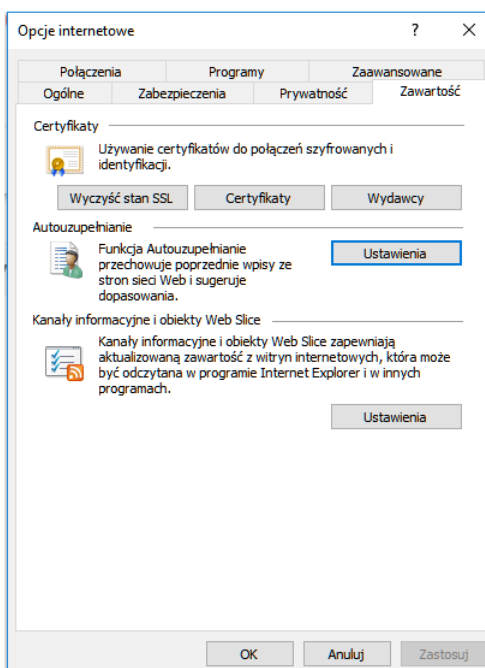 Opcje internetowe
Połączenia Programy Zaawansowane
Ogólne Zabezpieczenia Prywatność Zawartość
Certyfikaty
Używanie certyfikatów do połączeń szyfrowanych i
identyfikacji.
Wyczyść stan SSL Certyfikaty Wydawcy
Autouzupełnianie
Funkcja Autouzupełnianie
przechowuje poprzednie wpisy ze
stron sieci Web i sugeruje
dopasowania.
Ustawienia
Kanały informacyjne i obiekty Web Slice
Kanały informacyjne i obiekty Web Slice zapewniają
aktualizowaną zawartość z witryn internetowych, która może
być odczytana w programie Internet Explorer i w innych
programach.
Ustawienia
OK Anuluj Zastosuj